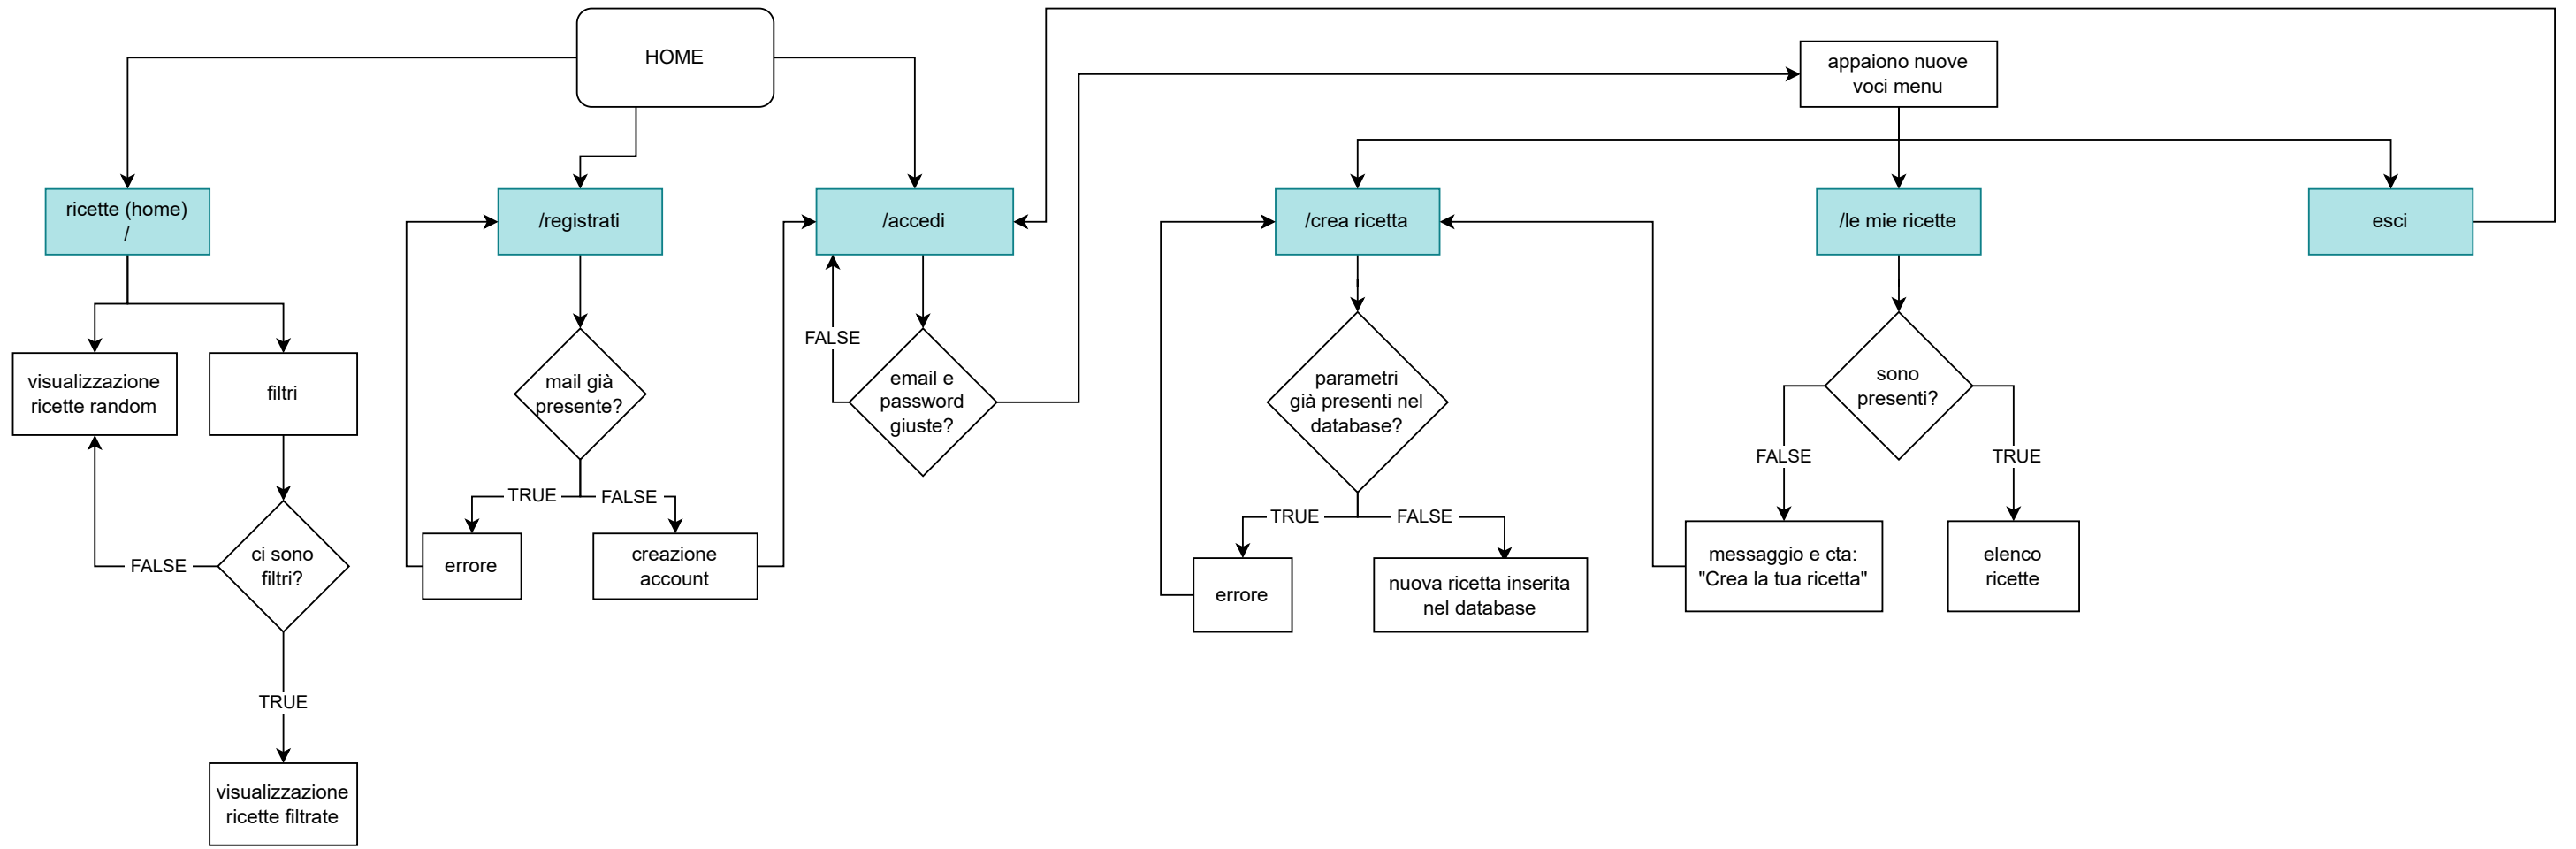 HOME
appaiono nuove
voci menu
ricette (home)
/
/registrati
/accedi
/crea ricetta
/le mie ricette
esci
visualizzazione
ricette random
filtri
mail già
presente?
FALSE
email e
password
giuste?
parametri
già presenti nel
database?
sono
presenti?
FALSE
TRUE
TRUE
FALSE
TRUE
FALSE
FALSE
ci sono
filtri?
errore
creazione
account
errore
nuova ricetta inserita
nel database
messaggio e cta:
"Crea la tua ricetta"
elenco
ricette
TRUE
visualizzazione
ricette filtrate